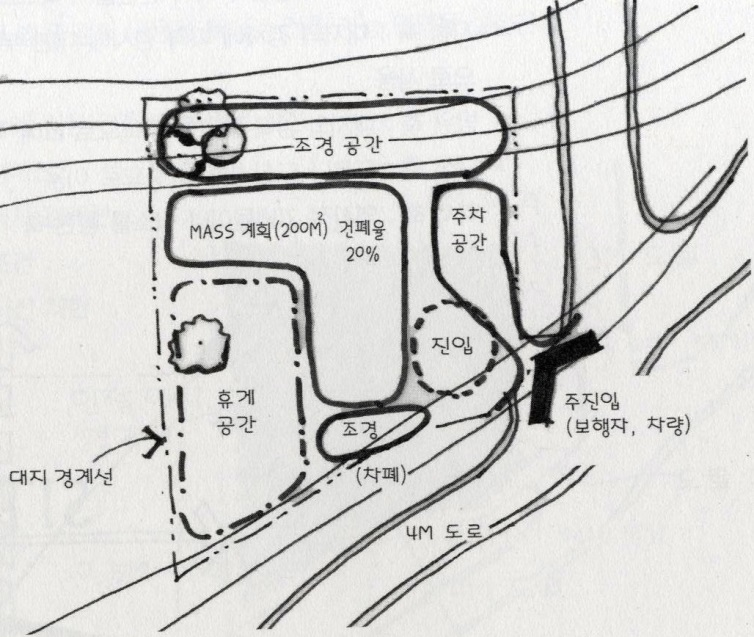 조경 공간
MASS 계획(200M²) 건폐율
20%
주차
공간
진입
휴게
공간
조경
(차폐)
주진입
(보행자, 차량)
대지 경계선
4M 도로